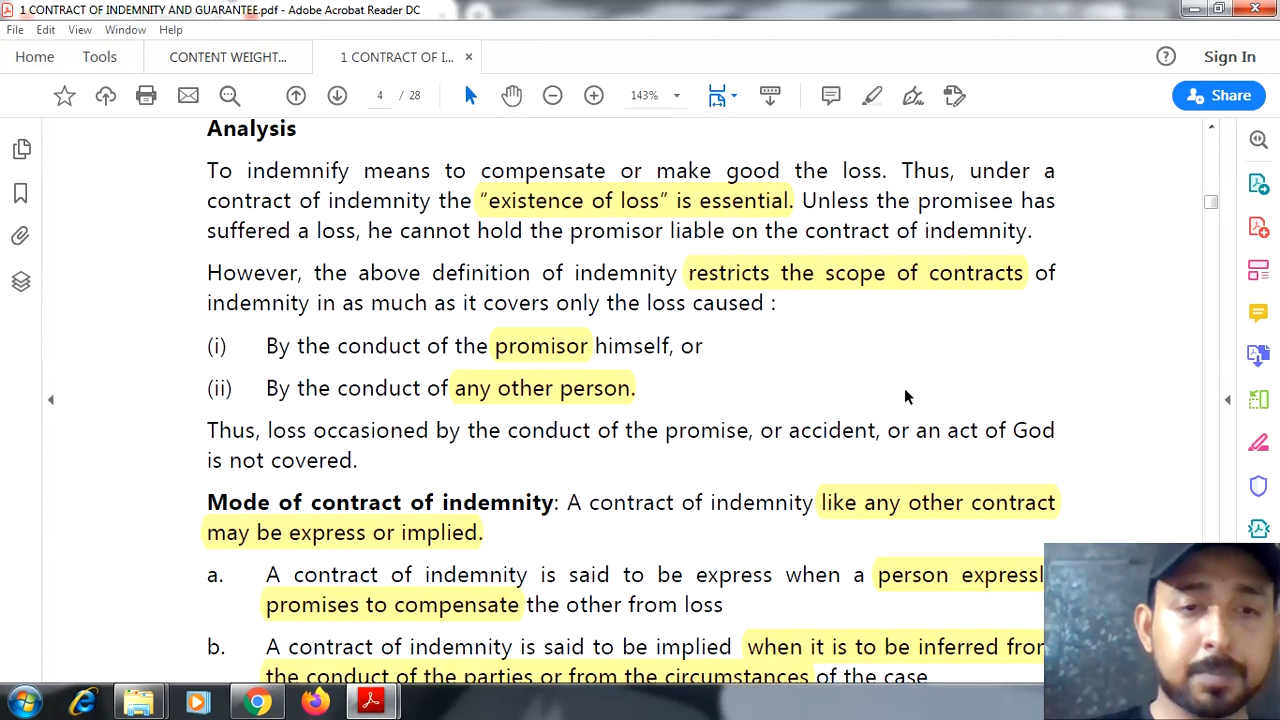 1 CONTRACT OF INDEMNITY AND GUARANTEE.pdf - Adobe Acrobat Reader DC
File Edit View Window Help
Home Tools CONTENT WEIGHT... 1 CONTRACT OF I... × Sign In
4 / 28 143% Share
Analysis
To indemnify means to compensate or make good the loss. Thus, under a
contract of indemnity the “existence of loss” is essential. Unless the promisee has
suffered a loss, he cannot hold the promisor liable on the contract of indemnity.
However, the above definition of indemnity restricts the scope of contracts of
indemnity in as much as it covers only the loss caused :
(i) By the conduct of the promisor himself, or
(ii) By the conduct of any other person.
Thus, loss occasioned by the conduct of the promise, or accident, or an act of God
is not covered.
Mode of contract of indemnity: A contract of indemnity like any other contract
may be express or implied.
a. A contract of indemnity is said to be express when a person expressl
promises to compensate the other from loss
b. A contract of indemnity is said to be implied when it is to be inferred from
the conduct of the parties or from the circumstances of the case